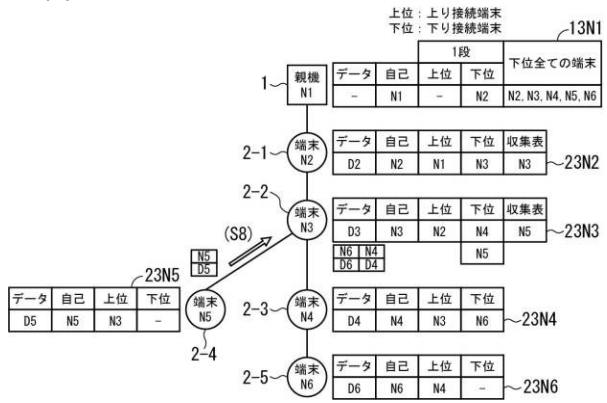 上位：上り接続端末
下位：下り接続端末
13N1
1段
下位全ての端末
データ 自己 上位 下位
- N1 - N2 N2, N3, N4, N5, N6
1
親機
N1
2-1
端末
N2
データ 自己 上位 下位 収集表
D2 N2 N1 N3 N3
23N2
2-2
端末
N3
データ 自己 上位 下位 収集表
D3 N3 N2 N4 N5
N5
23N3
N6 N4
D6 D4
(S8)
N5
D5
23N5
データ 自己 上位 下位
D5 N5 N3 -
端末
N5
2-4
2-3
端末
N4
データ 自己 上位 下位
D4 N4 N3 N6
23N4
2-5
端末
N6
データ 自己 上位 下位
D6 N6 N4 -
23N6